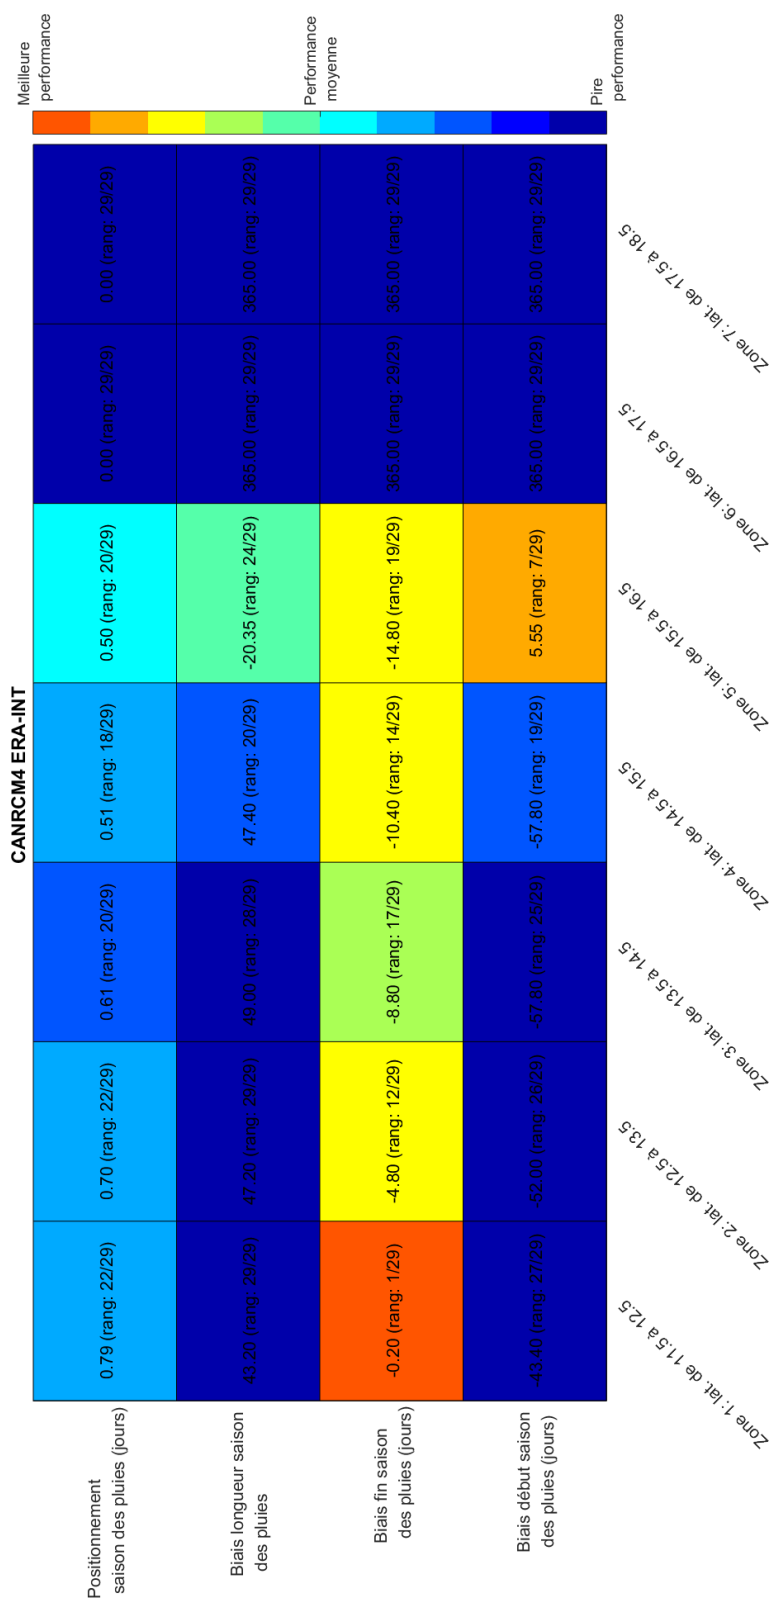 CANRCM4 ERA-INT
Positionnement
saison des pluies (jours)
0.79 (rang: 22/29)
0.70 (rang: 22/29)
0.61 (rang: 20/29)
0.51 (rang: 18/29)
0.50 (rang: 20/29)
0.00 (rang: 29/29)
0.00 (rang: 29/29)
Biais longueur saison
des pluies
43.20 (rang: 29/29)
47.20 (rang: 29/29)
49.00 (rang: 28/29)
47.40 (rang: 20/29)
-20.35 (rang: 24/29)
365.00 (rang: 29/29)
365.00 (rang: 29/29)
Biais fin saison
des pluies (jours)
-0.20 (rang: 1/29)
-4.80 (rang: 12/29)
-8.80 (rang: 17/29)
-10.40 (rang: 14/29)
-14.80 (rang: 19/29)
365.00 (rang: 29/29)
365.00 (rang: 29/29)
Biais début saison
des pluies (jours)
-43.40 (rang: 27/29)
-52.00 (rang: 26/29)
-57.80 (rang: 25/29)
-57.80 (rang: 19/29)
5.55 (rang: 7/29)
365.00 (rang: 29/29)
365.00 (rang: 29/29)
Zone 1: lat. de 11.5 à 12.5
Zone 2: lat. de 12.5 à 13.5
Zone 3: lat. de 13.5 à 14.5
Zone 4: lat. de 14.5 à 15.5
Zone 5: lat. de 15.5 à 16.5
Zone 6: lat. de 16.5 à 17.5
Zone 7: lat. de 17.5 à 18.5
Meilleure
performance
Performance
moyenne
Pire
performance